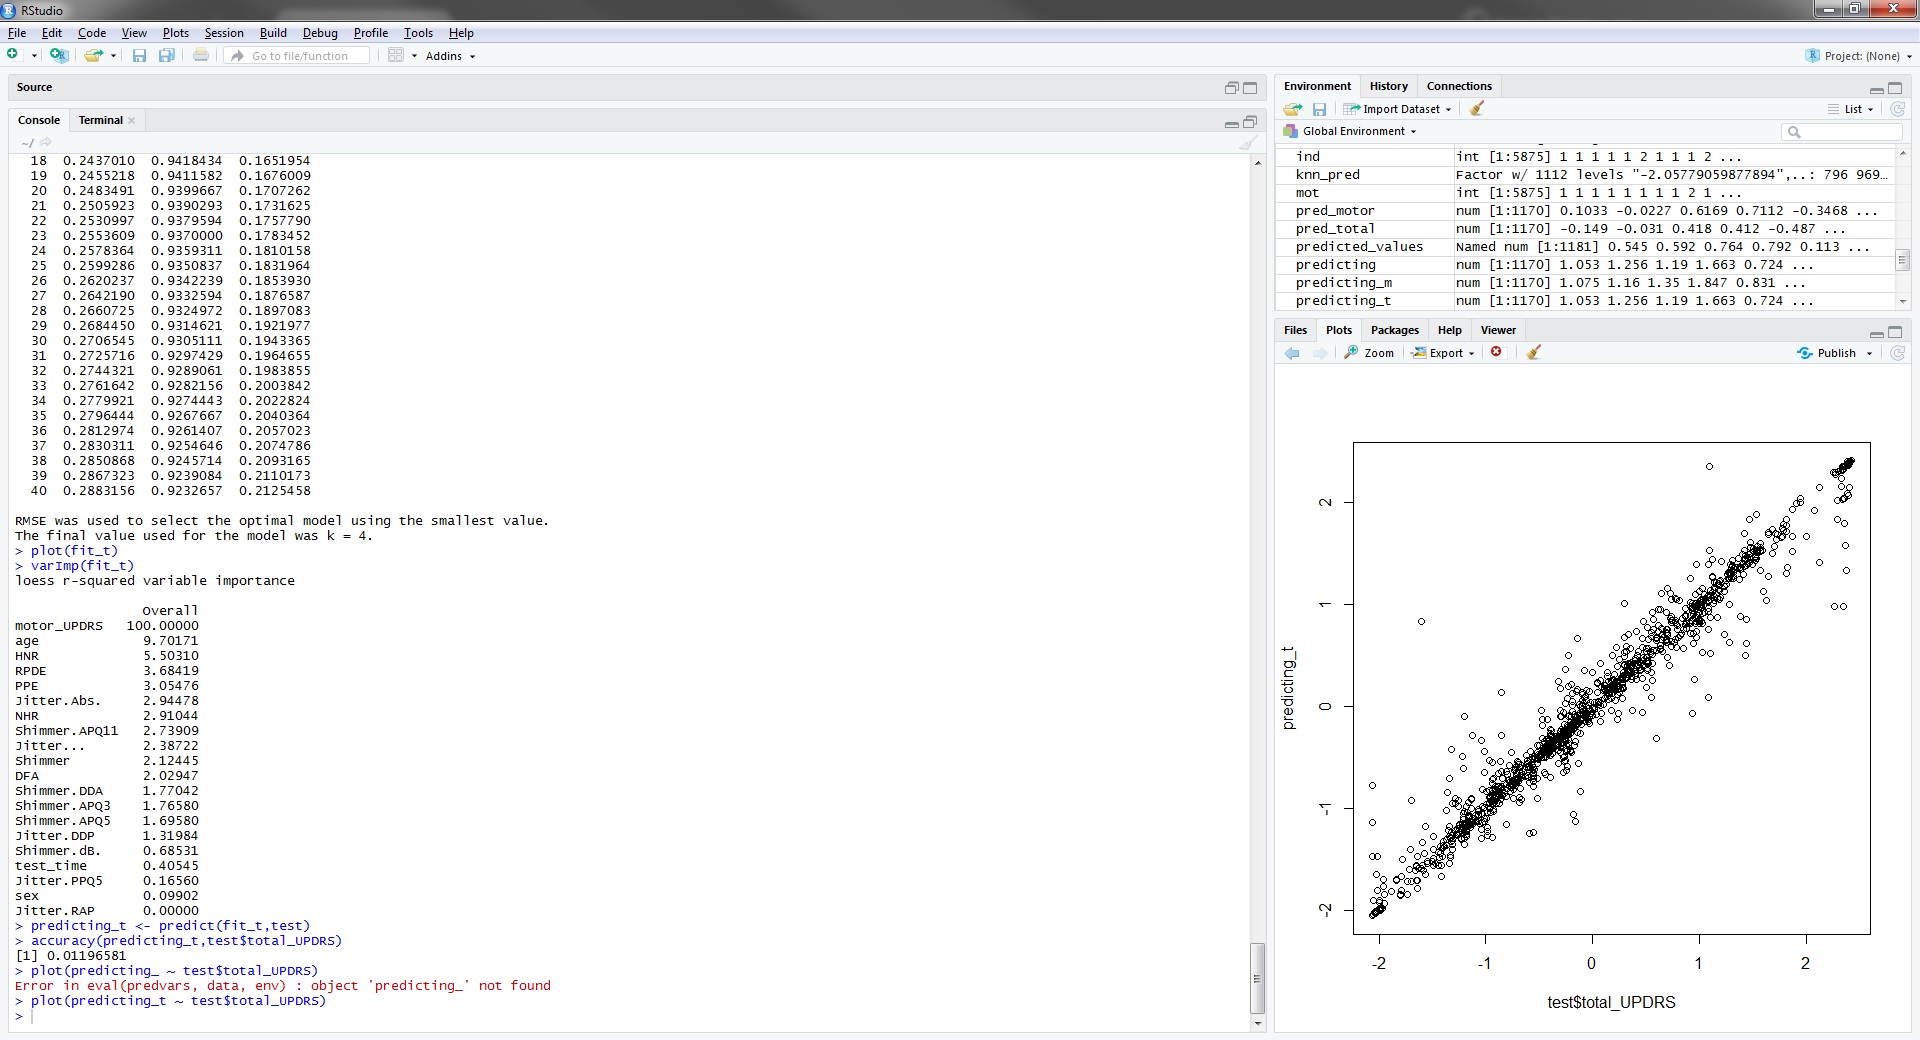 RStudio
File Edit Code View Plots Session Build Debug Profile Tools Help
Go to file/function Addins Project: (None)
Source
Console Terminal
~/
18 0.2437010 0.9418434 0.1651954
19 0.2455218 0.9411582 0.1676009
20 0.2483491 0.9399667 0.1707262
21 0.2505923 0.9390293 0.1731625
22 0.2530997 0.9379594 0.1757790
23 0.2553609 0.9370000 0.1783452
24 0.2578364 0.9359311 0.1810158
25 0.2599286 0.9350837 0.1831964
26 0.2620237 0.9342239 0.1853930
27 0.2642190 0.9332594 0.1876587
28 0.2660725 0.9324972 0.1897083
29 0.2684450 0.9314621 0.1921977
30 0.2706545 0.9305111 0.1943365
31 0.2725716 0.9297429 0.1964655
32 0.2744321 0.9289061 0.1983855
33 0.2761642 0.9282156 0.2003842
34 0.2779921 0.9274443 0.2022824
35 0.2796444 0.9267667 0.2040364
36 0.2812974 0.9261407 0.2057023
37 0.2830311 0.9254646 0.2074786
38 0.2850868 0.9245714 0.2093165
39 0.2867323 0.9239084 0.2110173
40 0.2883156 0.9232657 0.2125458
RMSE was used to select the optimal model using the smallest value.
The final value used for the model was k = 4.
> plot(fit_t)
> varImp(fit_t)
loess r-squared variable importance
Overall
motor_UPDRS 100.00000
age 9.70171
HNR 5.50310
RPDE 3.68419
PPE 3.05476
Jitter.Abs. 2.94478
NHR 2.91044
Shimmer.APQ11 2.73909
Jitter... 2.38722
Shimmer 2.12445
DFA 2.02947
Shimmer.DDA 1.77042
Shimmer.APQ3 1.76580
Shimmer.APQ5 1.69580
Jitter.DDP 1.31984
Shimmer.dB. 0.68531
test_time 0.40545
Jitter.PPQ5 0.16560
sex 0.09902
Jitter.RAP 0.00000
> predicting_t <- predict(fit_t,test)
> accuracy(predicting_t,test$total_UPDRS)
[1] 0.01196581
> plot(predicting_ ~ test$total_UPDRS)
Error in eval(predvars, data, env) : object 'predicting_' not found
> plot(predicting_t ~ test$total_UPDRS)
>
Environment History Connections
Import Dataset List
Global Environment
ind int [1:5875] 1 1 1 1 1 2 1 1 1 2 ...
knn_pred Factor w/ 1112 levels "-2.05779059877894",..: 796 969…
mot int [1:5875] 1 1 1 1 1 1 1 1 2 1 ...
pred_motor num [1:1170] 0.1033 -0.0227 0.6169 0.7112 -0.3468 ...
pred_total num [1:1170] -0.149 -0.031 0.418 0.412 -0.487 ...
predicted_values Named num [1:1181] 0.545 0.592 0.764 0.792 0.113 ...
predicting num [1:1170] 1.053 1.256 1.19 1.663 0.724 ...
predicting_m num [1:1170] 1.075 1.16 1.35 1.847 0.831 ...
predicting_t num [1:1170] 1.053 1.256 1.19 1.663 0.724 ...
Files Plots Packages Help Viewer
Zoom Export Publish
predicting_t
2
1
0
-1
-2
-2 -1 0 1 2
test$total_UPDRS